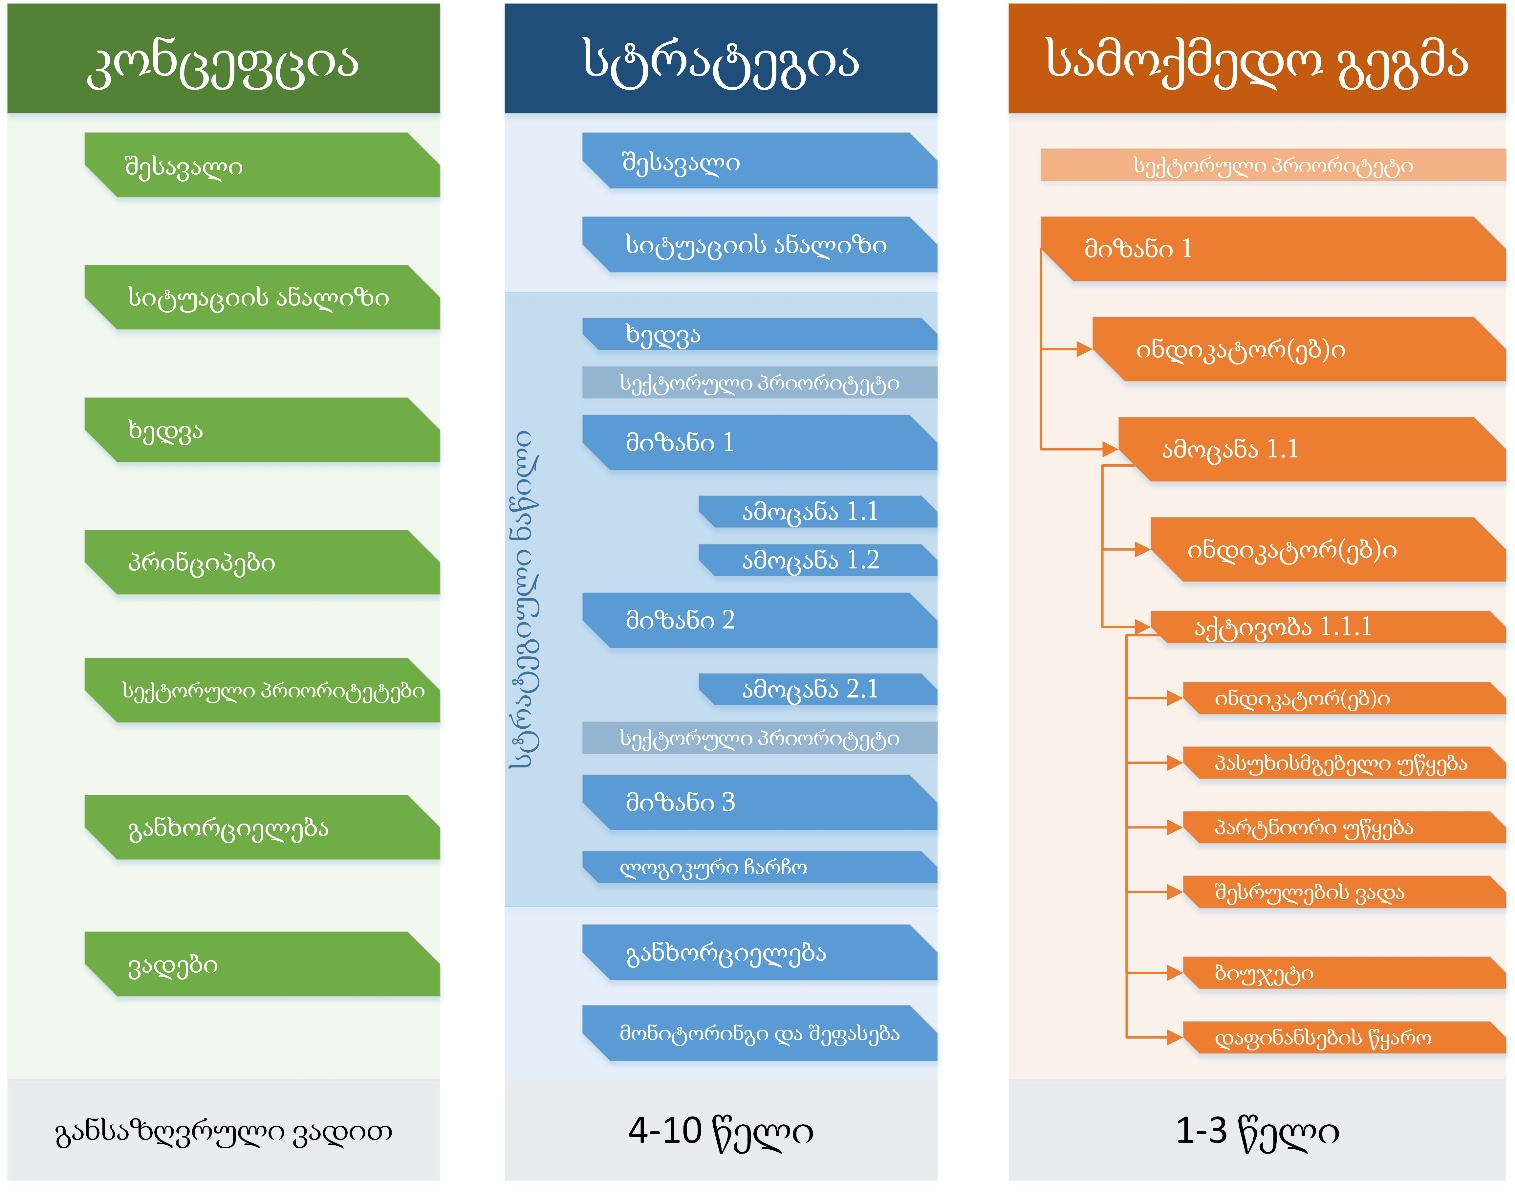 კონცეფცია
შესავალი
სიტუაციის ანალიზი
ხედვა
პრინციპები
სექტორული პრიორიტეტები
განხორციელება
ვადები
განსაზღვრული ვადით
სტრატეგია
შესავალი
სიტუაციის ანალიზი
სტრატეგიული ნაწილი
ხედვა
სექტორული პრიორიტეტი
მიზანი 1
ამოცანა 1.1
ამოცანა 1.2
მიზანი 2
ამოცანა 2.1
სექტორული პრიორიტეტი
მიზანი 3
ლოგიკური ჩარჩო
განხორციელება
მონიტორინგი და შეფასება
4-10 წელი
სამოქმედო გეგმა
სექტორული პრიორიტეტი
მიზანი 1
ინდიკატორ(ებ)ი
ამოცანა 1.1
ინდიკატორ(ებ)ი
აქტივობა 1.1.1
ინდიკატორ(ებ)ი
პასუხისმგებელი უწყება
პარტნიორი უწყება
შესრულების ვადა
ბიუჯეტი
დაფინანსების წყარო
1-3 წელი